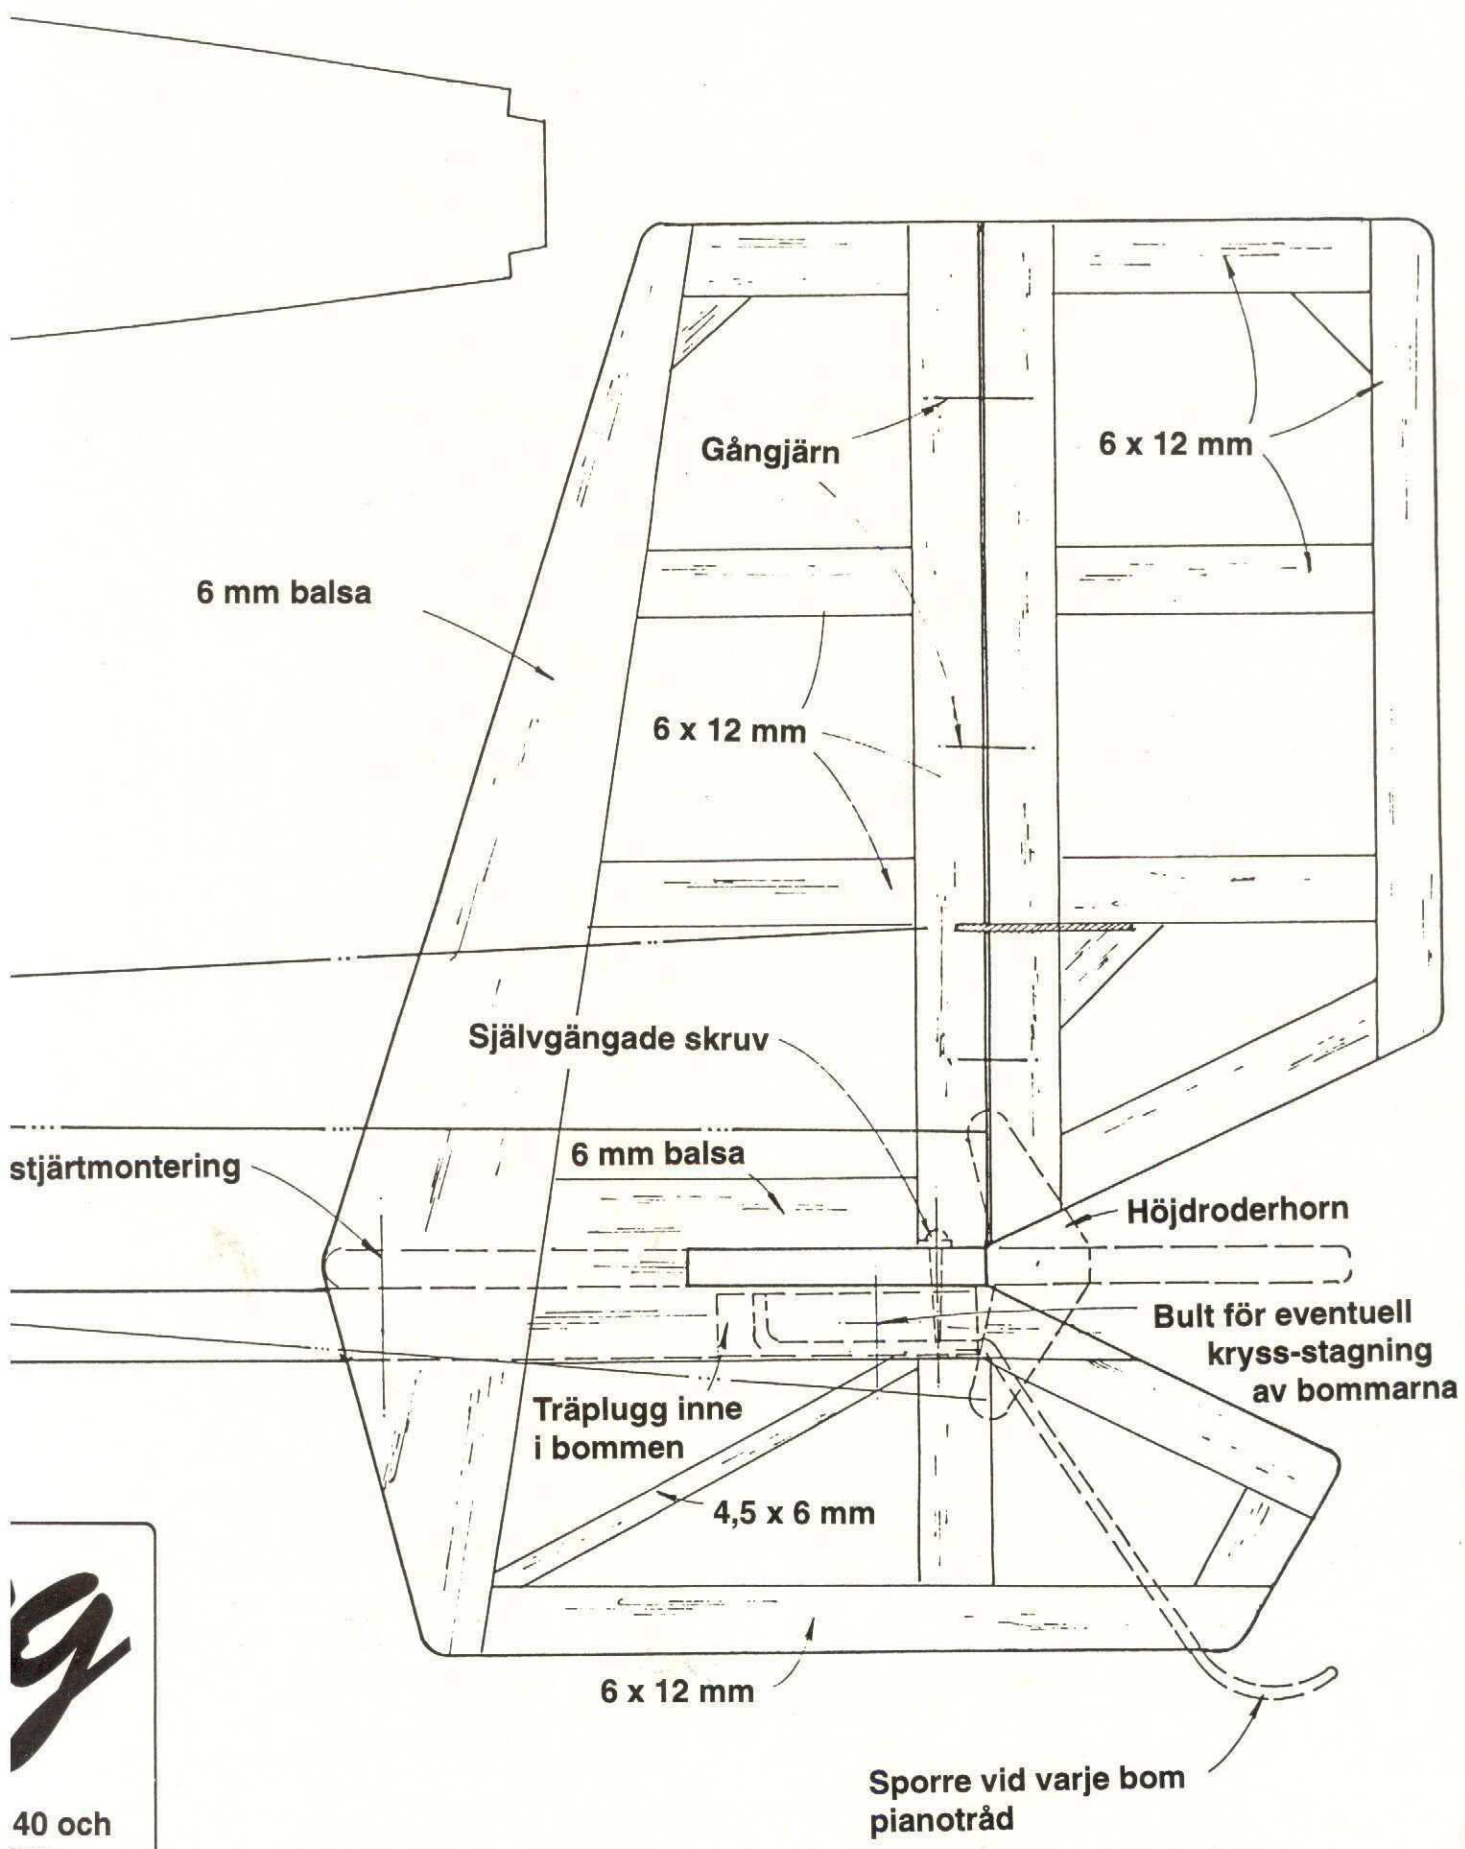 Gångjärn
6 x 12 mm
6 mm balsa
6 x 12 mm
Självgängade skruv
stjärtmontering
6 mm balsa
Höjdroderhorn
Bult för eventuell
kryss-stagning
av bommarna
Träplugg inne
i bommen
4,5 x 6 mm
g
6 x 12 mm
Sporre vid varje bom
pianotråd
40 och